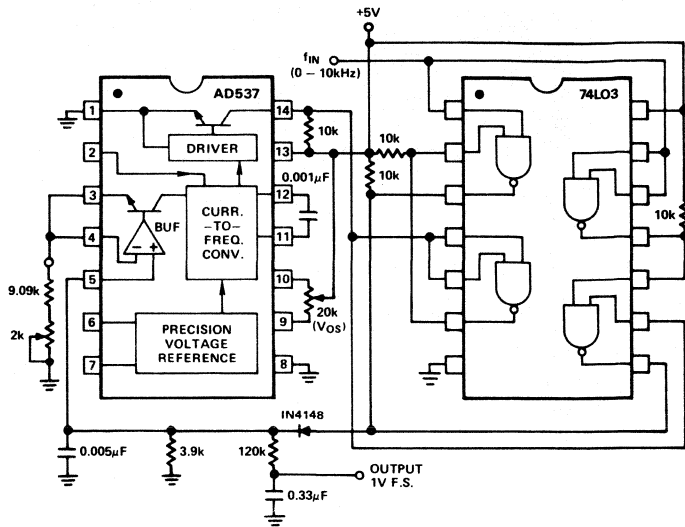 +5V
fIN
(0 – 10kHz)
AD537
74LO3
1
2
3
4
5
6
7
14
13
12
11
10
9
8
DRIVER
BUF
– +
CURR.
-TO-
FREQ.
CONV.
PRECISION
VOLTAGE
REFERENCE
10k
10k
10k
10k
0.001μF
20k
(VOS)
9.09k
2k
IN4148
0.005μF
3.9k
120k
0.33μF
OUTPUT
1V F.S.